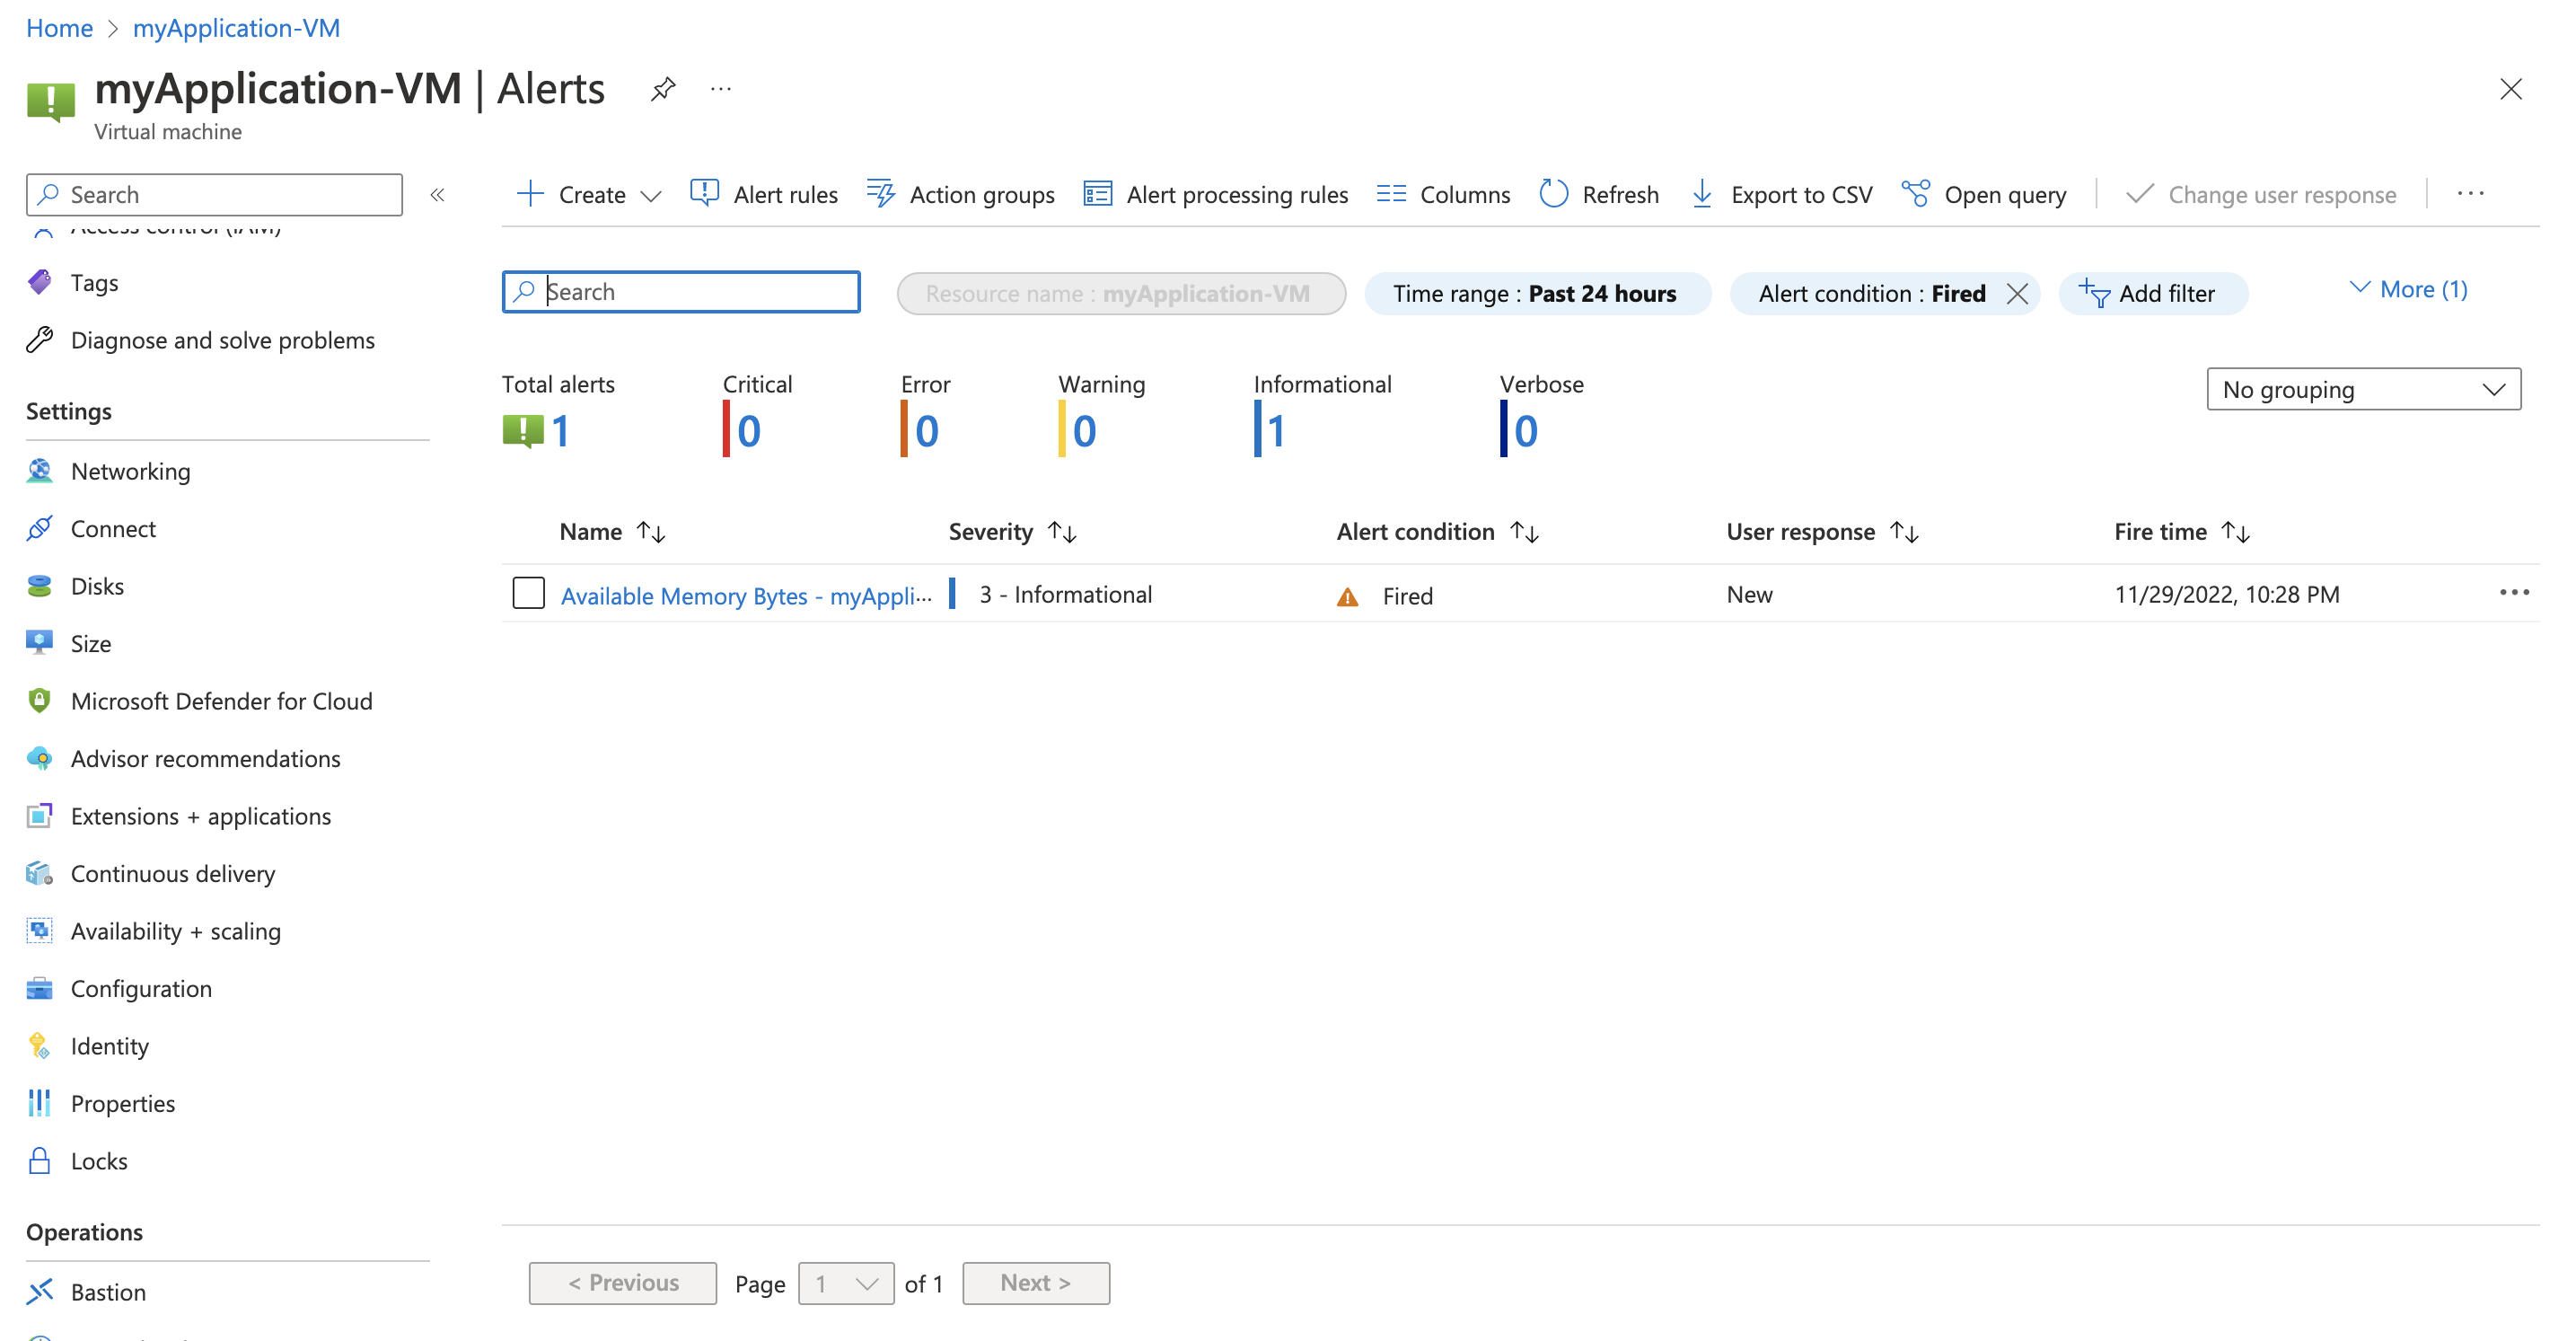 Home > myApplication-VM
myApplication-VM | Alerts
Virtual machine
Search
Access control (IAM)
Tags
Diagnose and solve problems
Settings
Networking
Connect
Disks
Size
Microsoft Defender for Cloud
Advisor recommendations
Extensions + applications
Continuous delivery
Availability + scaling
Configuration
Identity
Properties
Locks
Operations
Bastion
Create Alert rules Action groups Alert processing rules Columns Refresh Export to CSV Open query Change user response ...
Search Resource name : myApplication-VM Time range : Past 24 hours Alert condition : Fired Add filter More (1)
Total alerts Critical Error Warning Informational Verbose
1 0 0 0 1 0
No grouping
Name Severity Alert condition User response Fire time
Available Memory Bytes - myAppli... 3 - Informational Fired New 11/29/2022, 10:28 PM
< Previous Page 1 of 1 Next >